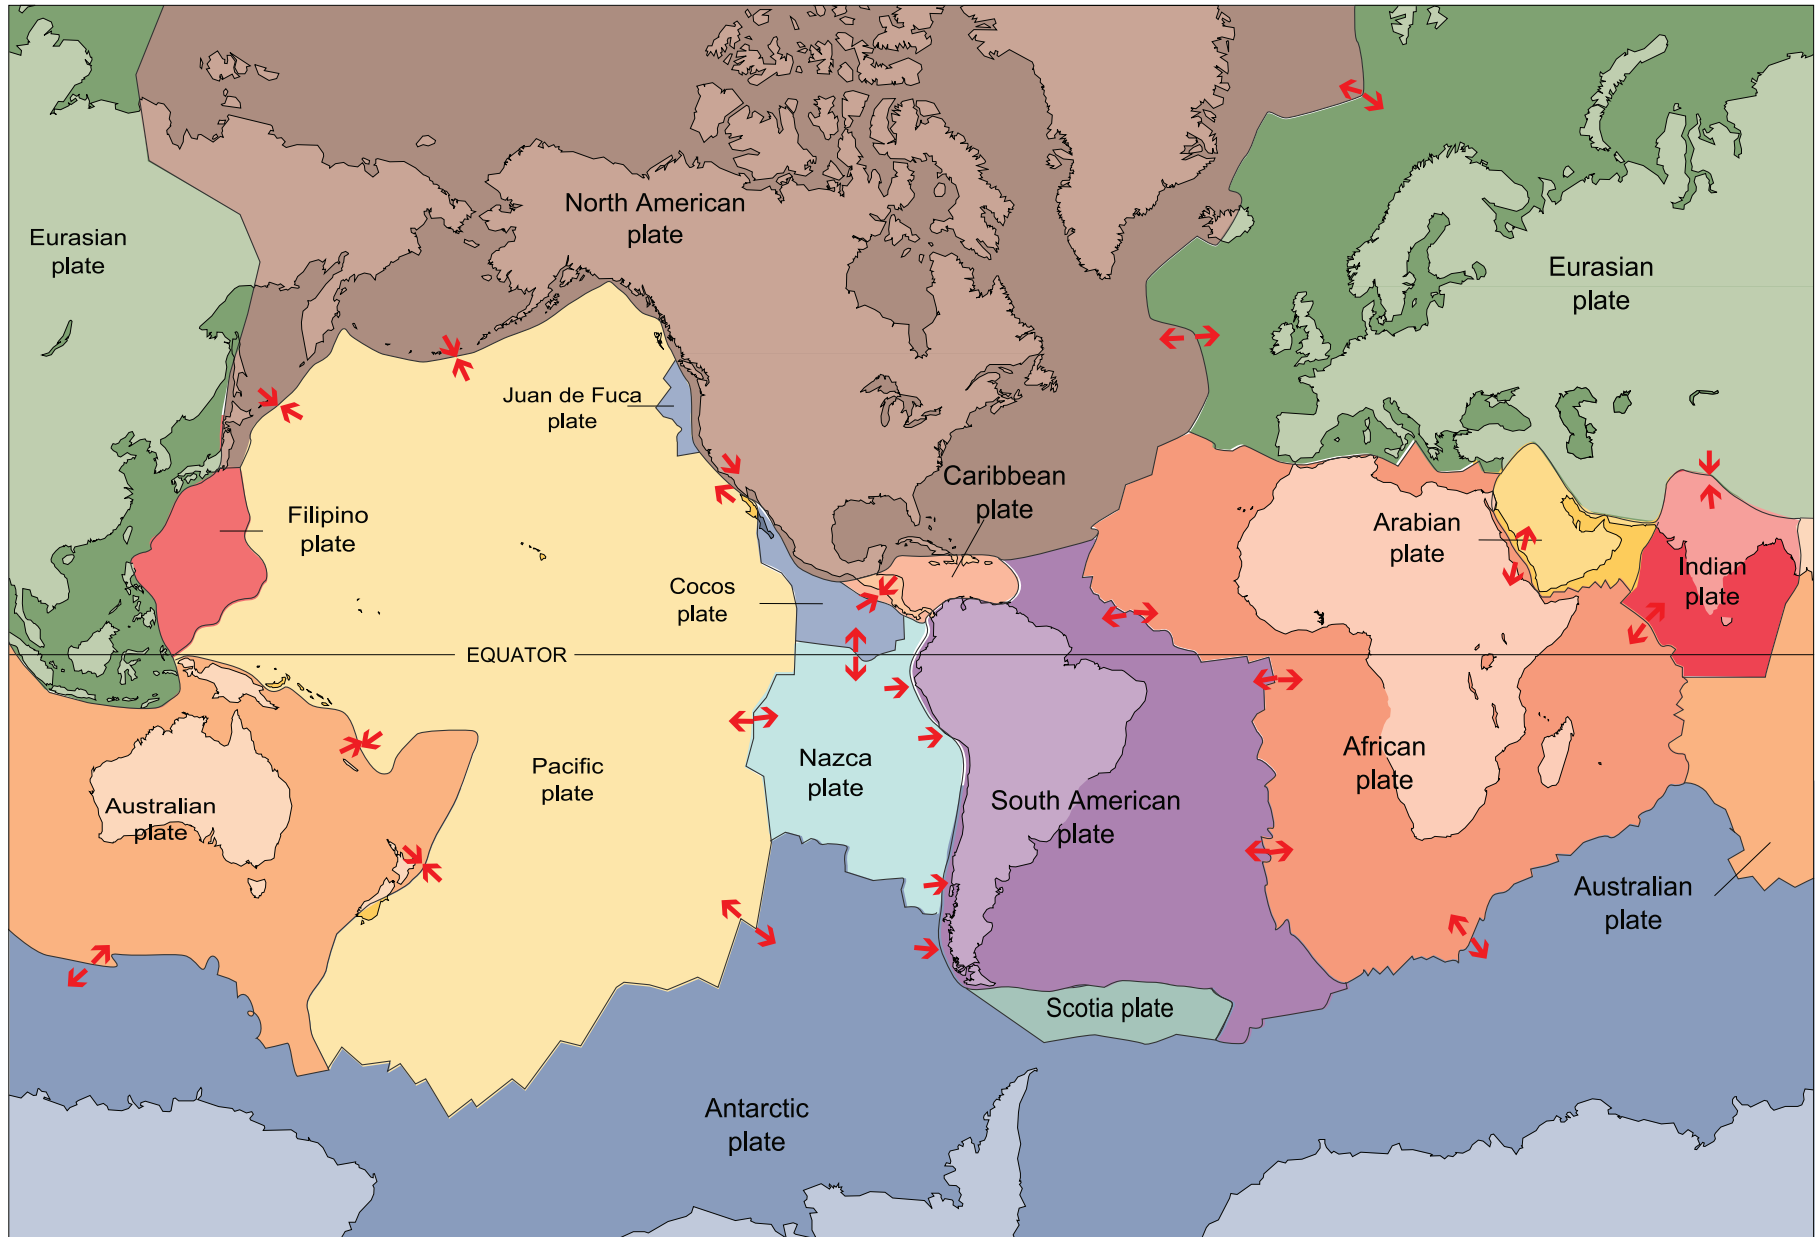 North American
plate
Eurasian
plate
Eurasian
plate
Juan de Fuca
plate
Caribbean
plate
Filipino
plate
Arabian
plate
Indian
plate
Cocos
plate
EQUATOR
Pacific
plate
Nazca
plate
African
plate
South American
plate
Australian
plate
Australian
plate
Scotia plate
Antarctic
plate